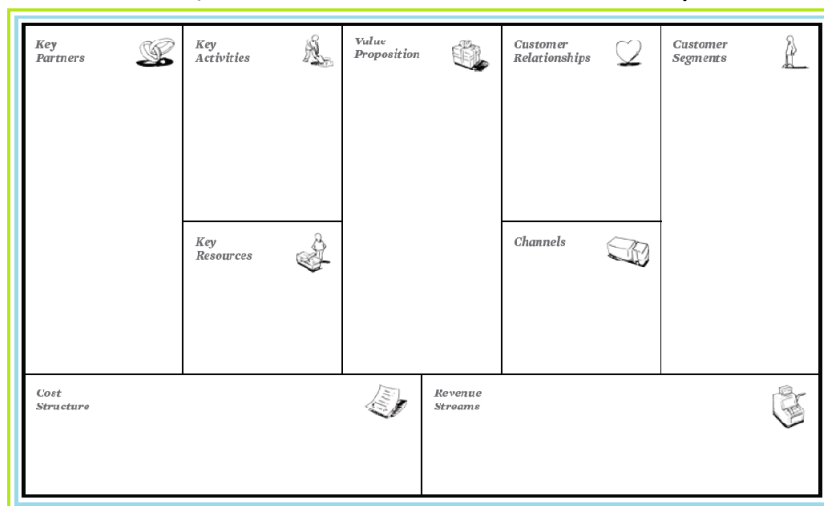 Key
Partners
Key
Activities
Key
Resources
Value
Proposition
Customer
Relationships
Channels
Customer
Segments
Cost
Structure
Revenue
Streams